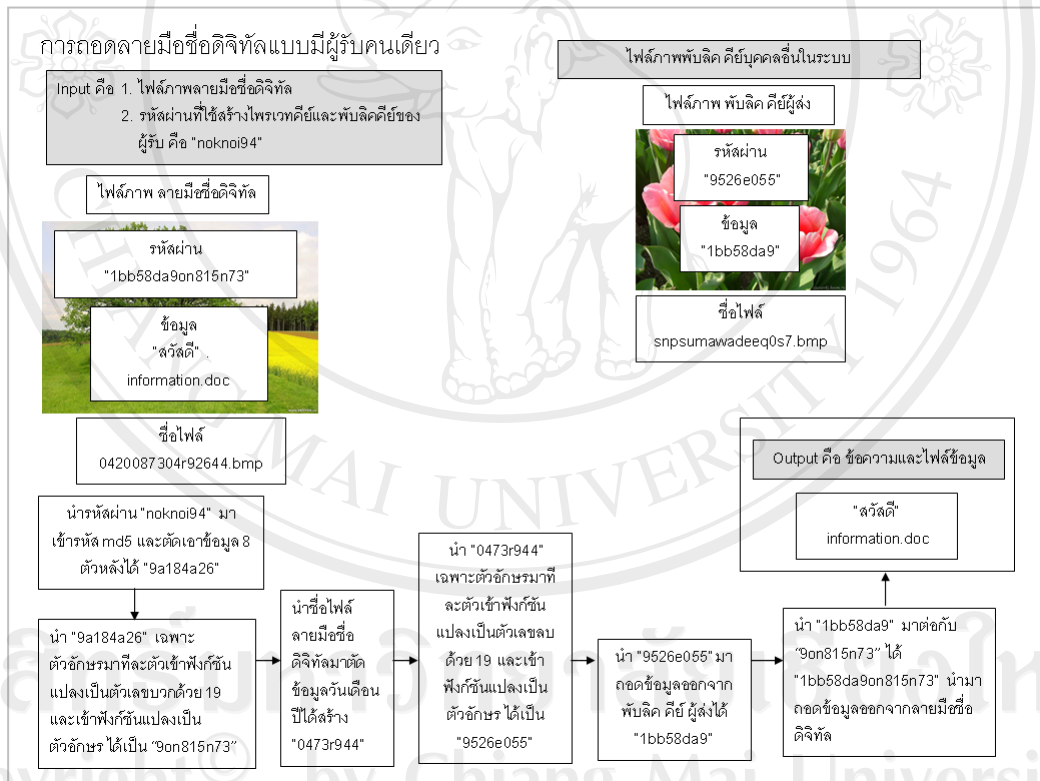 การถอดลายมือชื่อดิจิทัลแบบมีผู้รับคนเดียว
Input คือ 1. ไฟล์ภาพลายมือชื่อดิจิทัล
2. รหัสผ่านที่ใช้สร้างไพรเวทคีย์และพับลิคคีย์ของ
ผู้รับ คือ "noknoi94"
ไฟล์ภาพ ลายมือชื่อดิจิทัล
รหัสผ่าน
"1bb58da9on815n73"
ข้อมูล
"สวัสดี" .
information.doc
ชื่อไฟล์
0420087304r92644.bmp
ไฟล์ภาพพับลิค คีย์บุคคลอื่นในระบบ
ไฟล์ภาพ พับลิค คีย์ผู้ส่ง
รหัสผ่าน
"9526e055"
ข้อมูล
"1bb58da9"
ชื่อไฟล์
snpsumawadeeq0s7.bmp
นำรหัสผ่าน "noknoi94" มา
เข้ารหัส md5 และตัดเอาข้อมูล 8
ตัวหลังได้ "9a184a26"
นำ "9a184a26" เฉพาะ
ตัวอักษรมาทีละตัวเข้าฟังก์ชัน
แปลงเป็นตัวเลขบวกด้วย 19
และเข้าฟังก์ชันแปลงเป็น
ตัวอักษร ได้เป็น "9on815n73"
นำชื่อไฟล์
ลายมือชื่อ
ดิจิทัลมาตัด
ข้อมูลวันเดือน
ปีได้สร้าง
"0473r944"
นำ "0473r944"
เฉพาะตัวอักษรมาที
ละตัวเข้าฟังก์ชัน
แปลงเป็นตัวเลขลบ
ด้วย 19 และเข้า
ฟังก์ชันแปลงเป็น
ตัวอักษร ได้เป็น
"9526e055"
นำ "9526e055" มา
ถอดข้อมูลออกจาก
พับลิค คีย์ ผู้ส่งได้
"1bb58da9"
นำ "1bb58da9" มาต่อกับ
"9on815n73" ได้
"1bb58da9on815n73" นำมา
ถอดข้อมูลออกจากลายมือชื่อ
ดิจิทัล
Output คือ ข้อความและไฟล์ข้อมูล
"สวัสดี"
information.doc
CHIANG MAI UNIVERSITY 1964